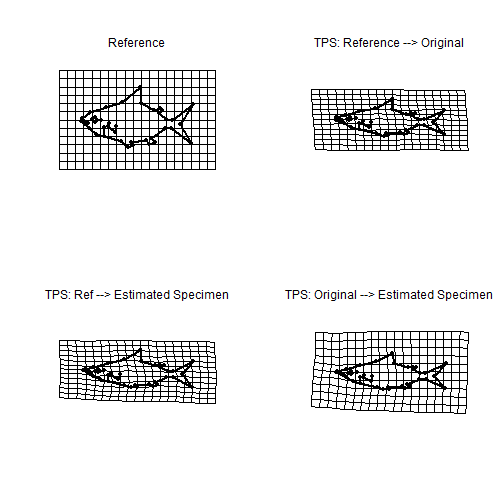 Reference
TPS: Reference --> Original
TPS: Ref --> Estimated Specimen
TPS: Original --> Estimated Specimen